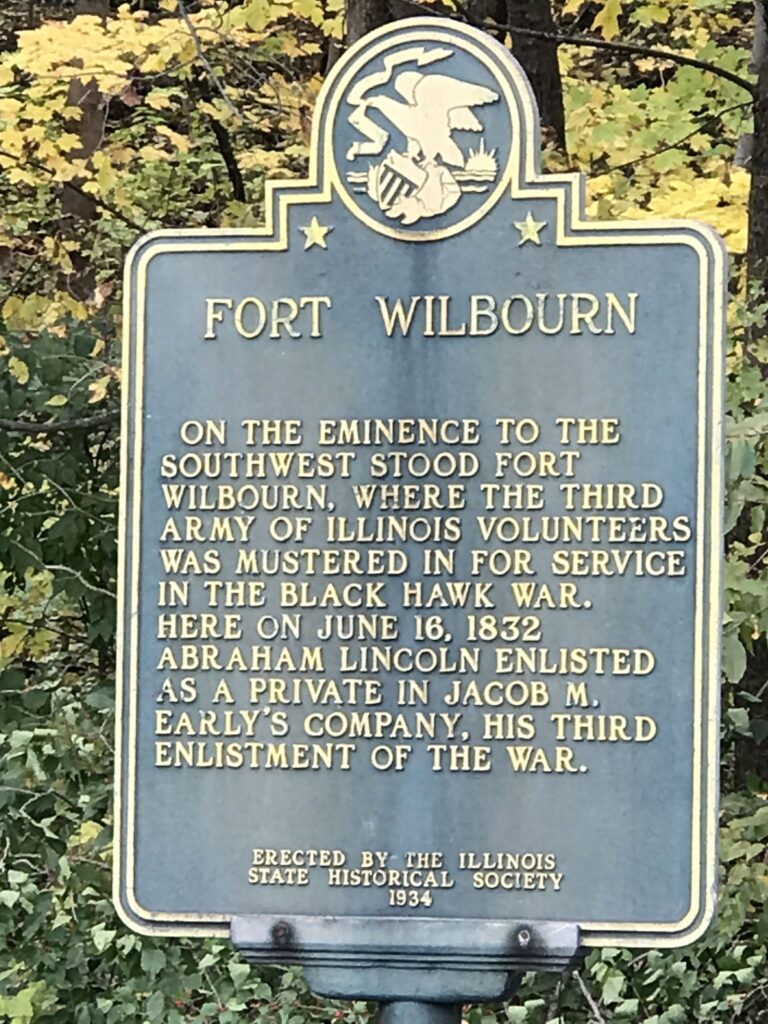 FORT WILBOURN
ON THE EMINENCE TO THE
SOUTHWEST STOOD FORT
WILBOURN, WHERE THE THIRD
ARMY OF ILLINOIS VOLUNTEERS
WAS MUSTERED IN FOR SERVICE
IN THE BLACK HAWK WAR.
HERE ON JUNE 16, 1832
ABRAHAM LINCOLN ENLISTED
AS A PRIVATE IN JACOB M.
EARLY'S COMPANY, HIS THIRD
ENLISTMENT OF THE WAR.
ERECTED BY THE ILLINOIS
STATE HISTORICAL SOCIETY
1934